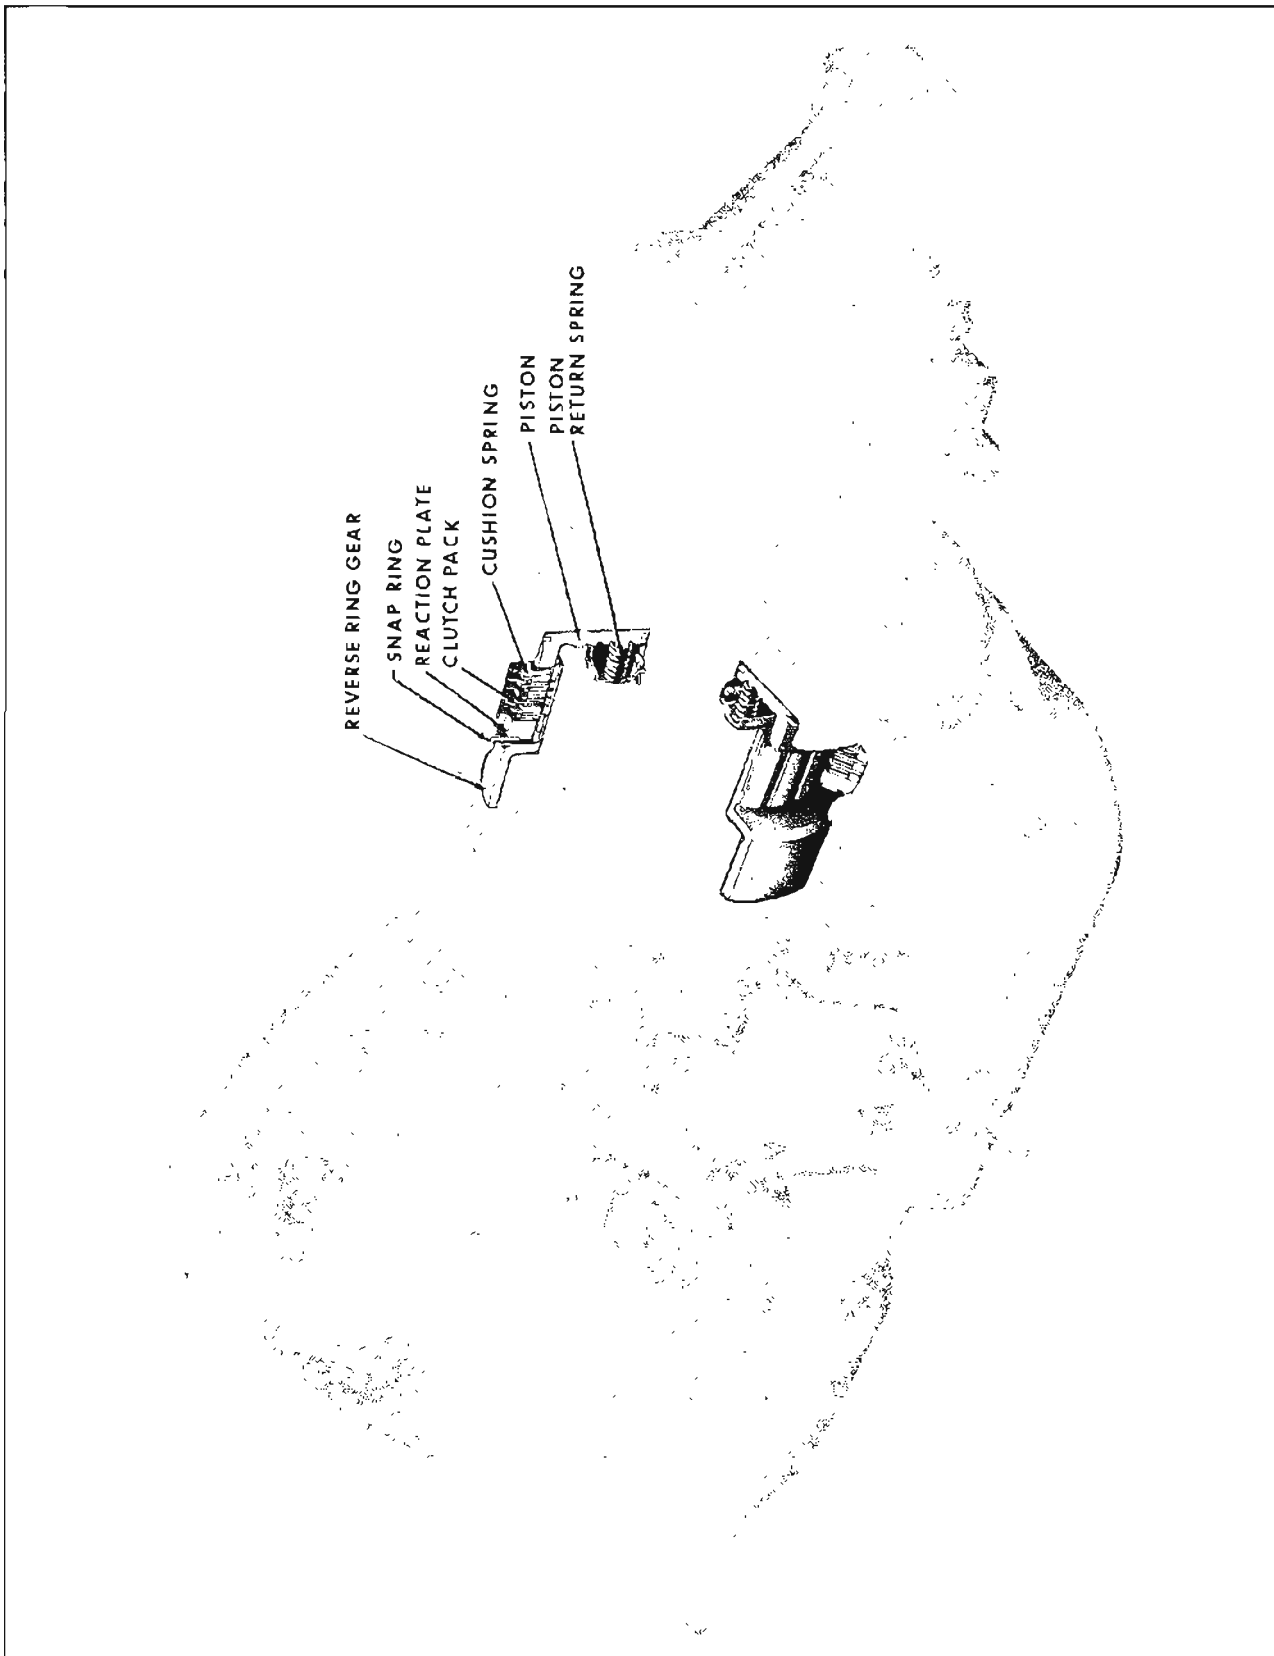 REVERSE RING GEAR
SNAP RING
REACTION PLATE
CLUTCH PACK
CUSHION SPRING
PISTON
PISTON
RETURN SPRING